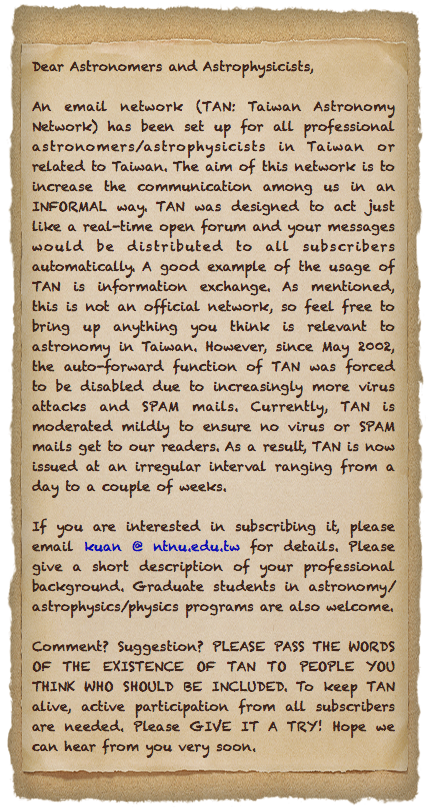 Dear Astronomers and Astrophysicists,
An email network (TAN: Taiwan Astronomy
Network) has been set up for all professional
astronomers/astrophysicists in Taiwan or
related to Taiwan. The aim of this network is to
increase the communication among us in an
INFORMAL way. TAN was designed to act just
like a real-time open forum and your messages
would be distributed to all subscribers
automatically. A good example of the usage of
TAN is information exchange. As mentioned,
this is not an official network, so feel free to
bring up anything you think is relevant to
astronomy in Taiwan. However, since May 2002,
the auto-forward function of TAN was forced
to be disabled due to increasingly more virus
attacks and SPAM mails. Currently, TAN is
moderated mildly to ensure no virus or SPAM
mails get to our readers. As a result, TAN is now
issued at an irregular interval ranging from a
day to a couple of weeks.
If you are interested in subscribing it, please
email kuan @ ntnu.edu.tw for details. Please
give a short description of your professional
background. Graduate students in astronomy/
astrophysics/physics programs are also welcome.
Comment? Suggestion? PLEASE PASS THE WORDS
OF THE EXISTENCE OF TAN TO PEOPLE YOU
THINK WHO SHOULD BE INCLUDED. To keep TAN
alive, active participation from all subscribers
are needed. Please GIVE IT A TRY! Hope we
can hear from you very soon.